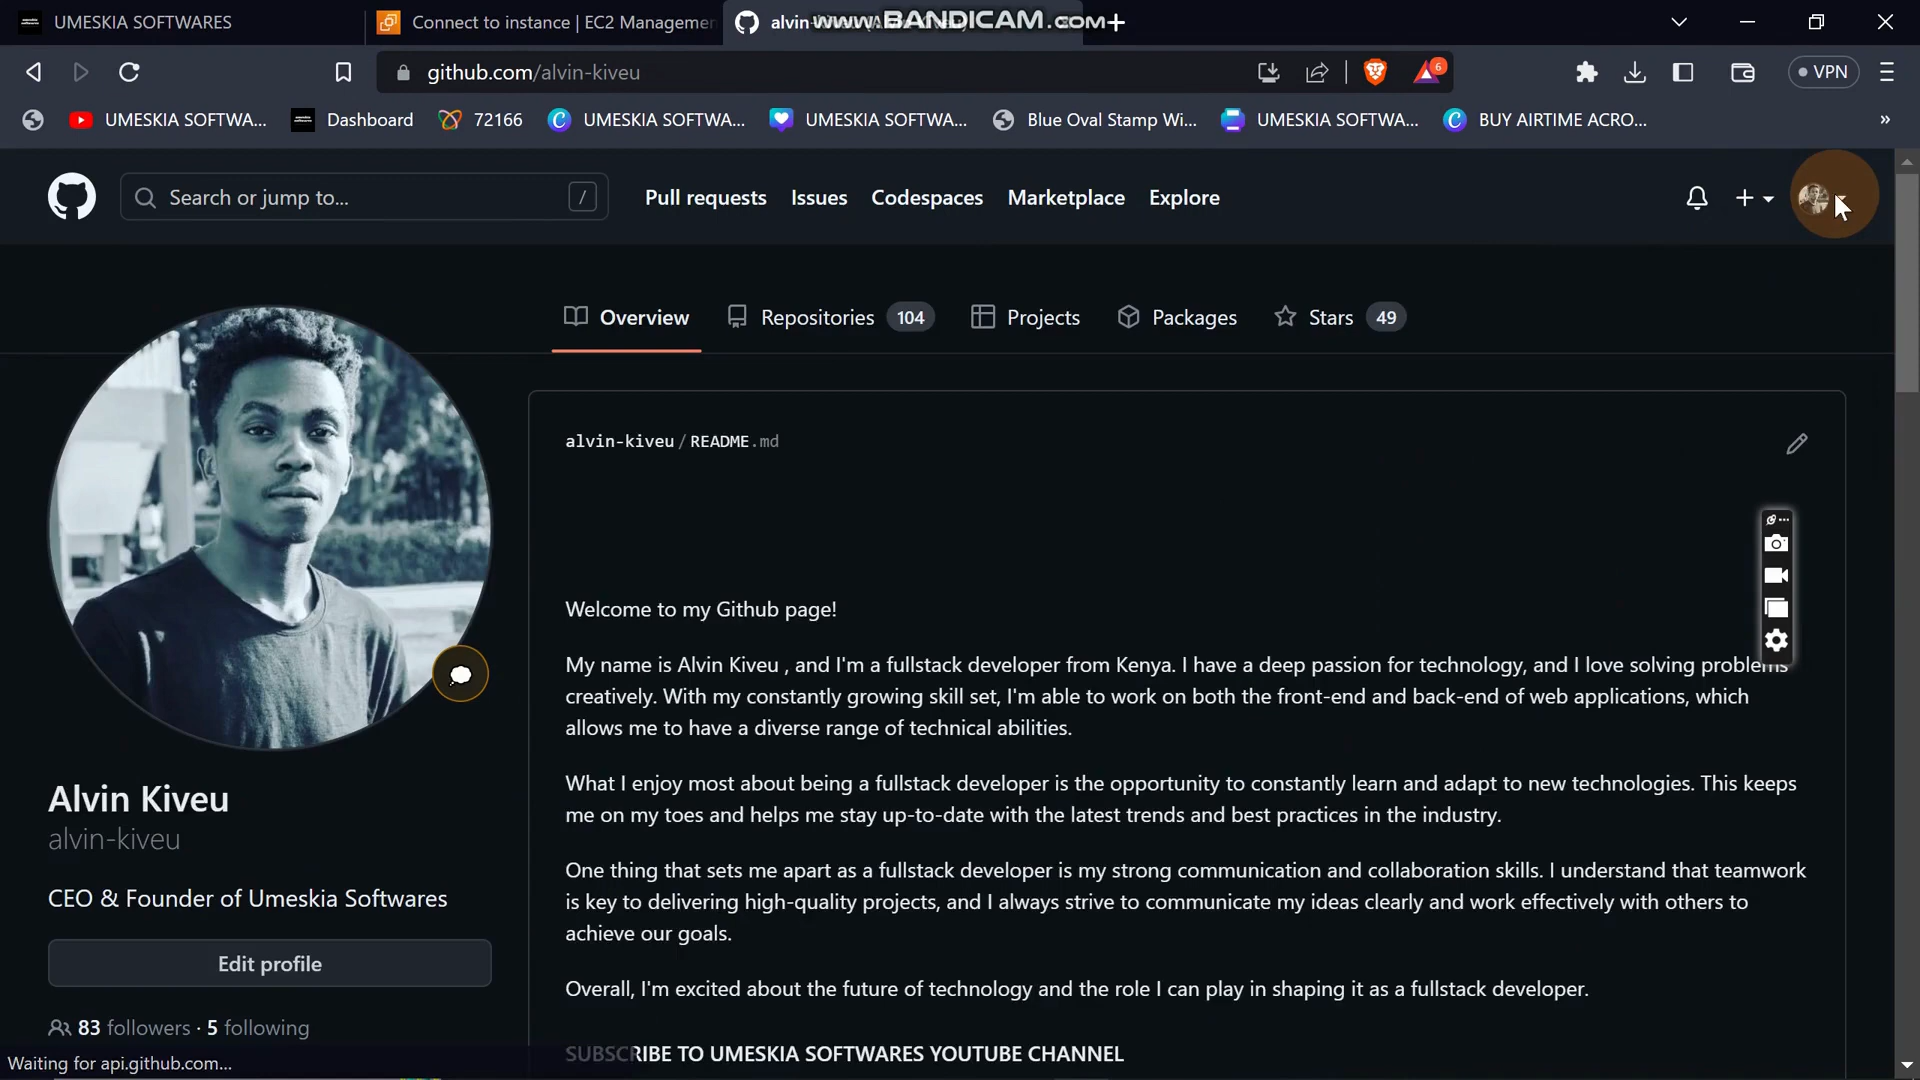 UMESKIA SOFTWARES
Connect to instance | EC2 Managemen
alvin-
www.BANDICAM.com
github.com/alvin-kiveu
6
VPN
UMESKIA SOFTWA...
Dashboard
72166
UMESKIA SOFTWA...
UMESKIA SOFTWA...
Blue Oval Stamp Wi...
UMESKIA SOFTWA...
BUY AIRTIME ACRO...
»
Search or jump to...
/
Pull requests
Issues
Codespaces
Marketplace
Explore
Overview
Repositories 104
Projects
Packages
Stars 49
alvin-kiveu/README.md
Welcome to my Github page!
My name is Alvin Kiveu , and I'm a fullstack developer from Kenya. I have a deep passion for technology, and I love solving problems
creatively. With my constantly growing skill set, I'm able to work on both the front-end and back-end of web applications, which
allows me to have a diverse range of technical abilities.
What I enjoy most about being a fullstack developer is the opportunity to constantly learn and adapt to new technologies. This keeps
me on my toes and helps me stay up-to-date with the latest trends and best practices in the industry.
One thing that sets me apart as a fullstack developer is my strong communication and collaboration skills. I understand that teamwork
is key to delivering high-quality projects, and I always strive to communicate my ideas clearly and work effectively with others to
achieve our goals.
Overall, I'm excited about the future of technology and the role I can play in shaping it as a fullstack developer.
SUBSCRIBE TO UMESKIA SOFTWARES YOUTUBE CHANNEL
Alvin Kiveu
alvin-kiveu
CEO & Founder of Umeskia Softwares
Edit profile
83 followers · 5 following
Waiting for api.github.com...